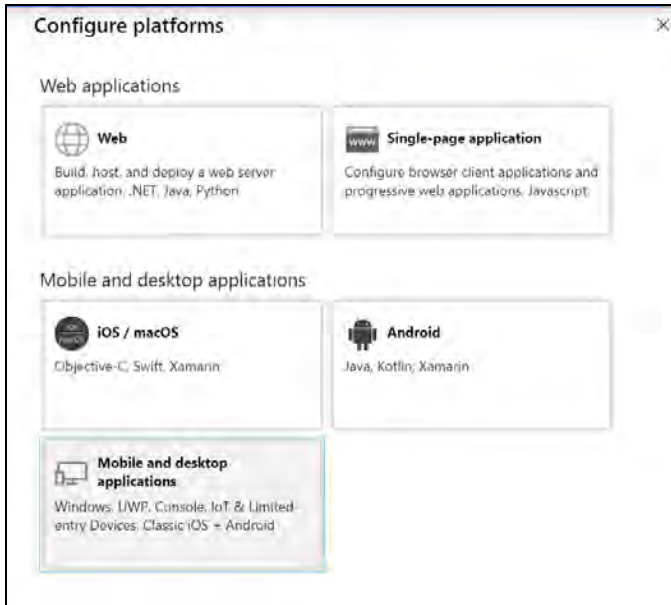 Configure platforms
Web applications
Web
Build, host, and deploy a web server
application. .NET, Java, Python
www
Single-page application
Configure browser client applications and
progressive web applications. Javascript.
Mobile and desktop applications
iOS / macOS
Objective-C, Swift, Xamarin
Android
Java, Kotlin, Xamarin
Mobile and desktop
applications
Windows, UWP, Console, IoT & Limited-
entry Devices, Classic iOS + Android